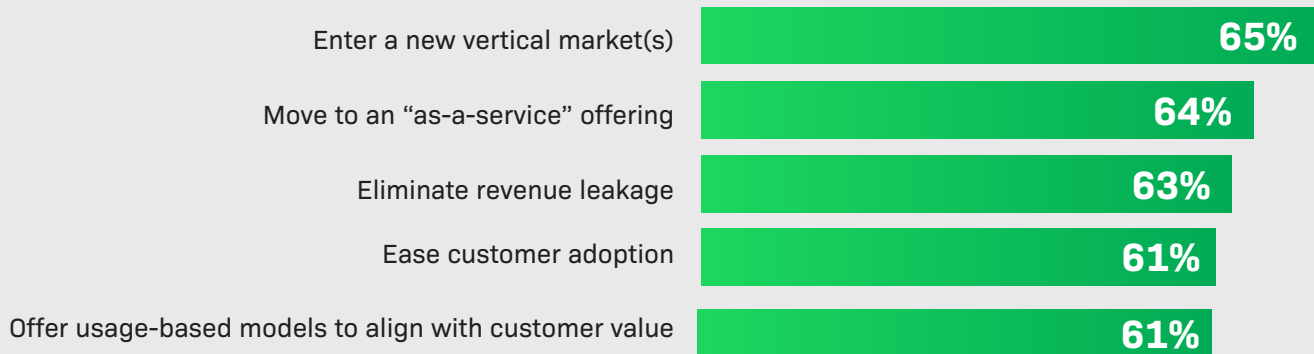 Enter a new vertical market(s) 65%
Move to an “as-a-service” offering 64%
Eliminate revenue leakage 63%
Ease customer adoption 61%
Offer usage-based models to align with customer value 61%